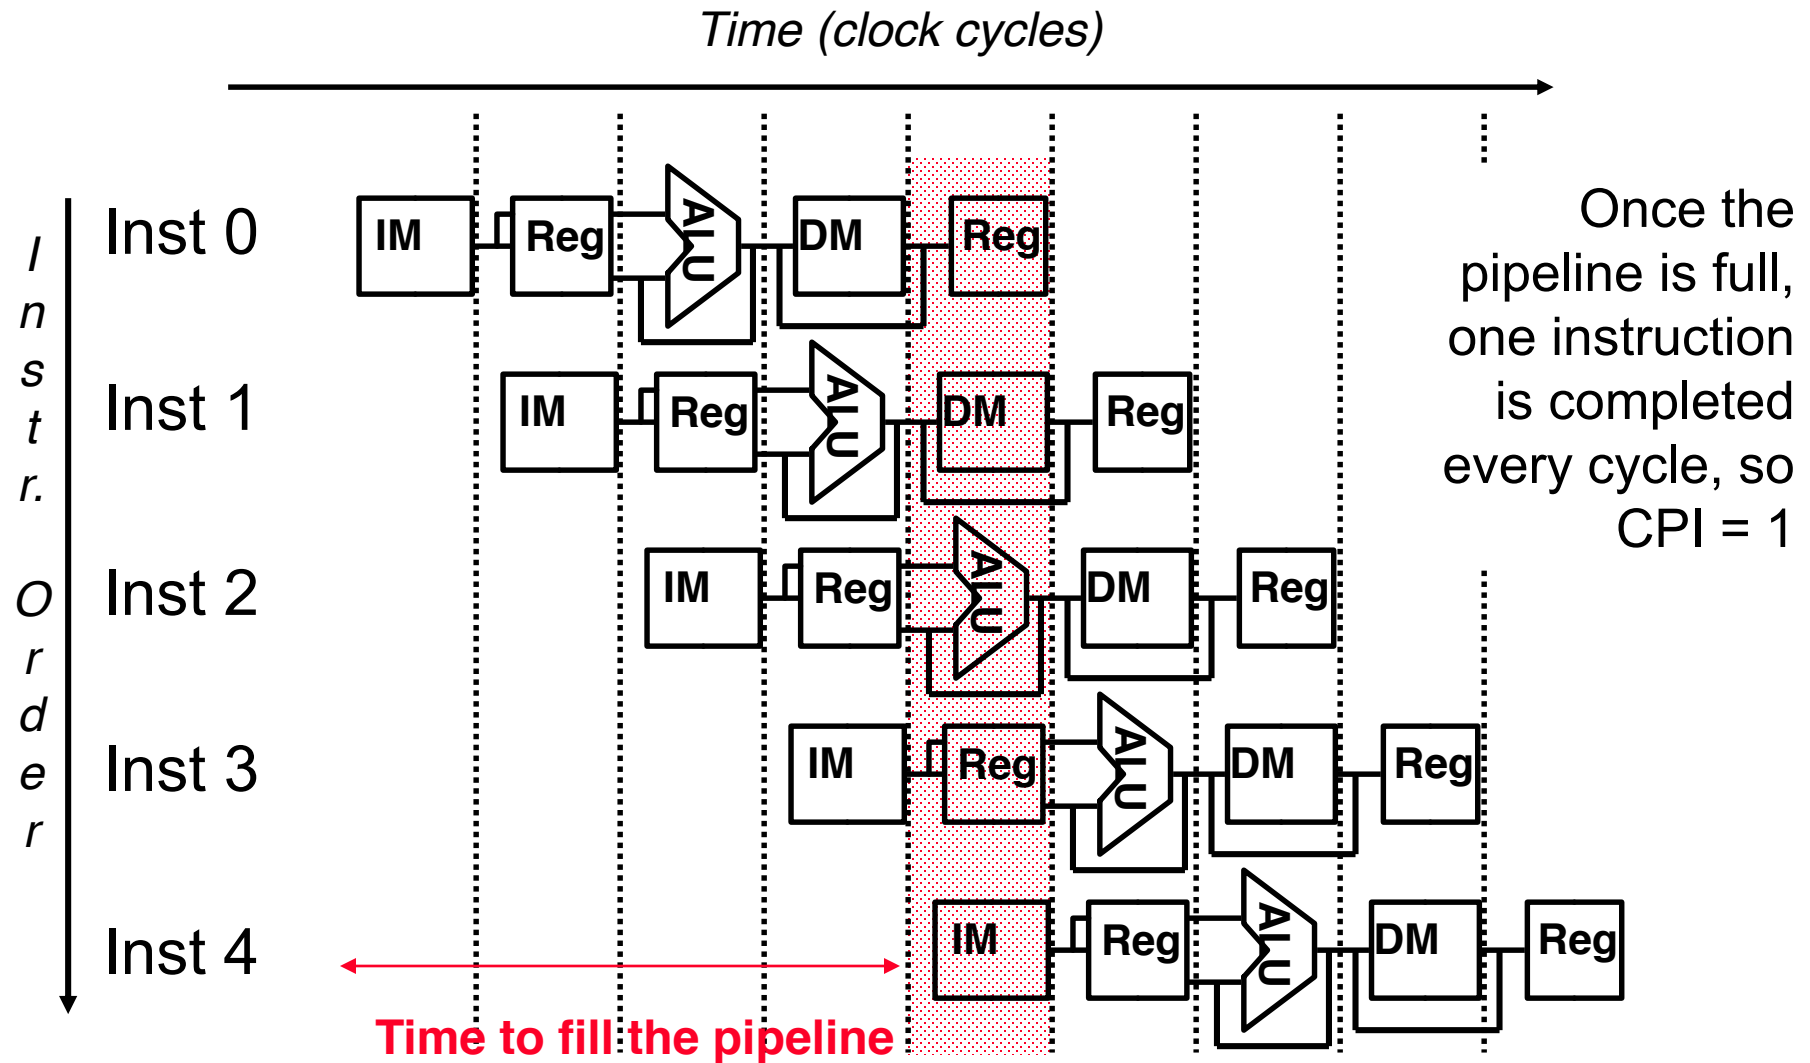 Time (clock cycles)
Instr. Order
Inst 0 IM Reg ALU DM Reg
Inst 1 IM Reg ALU DM Reg
Inst 2 IM Reg ALU DM Reg
Inst 3 IM Reg ALU DM Reg
Inst 4 IM Reg ALU DM Reg
Time to fill the pipeline
Once the
pipeline is full,
one instruction
is completed
every cycle, so
CPI = 1